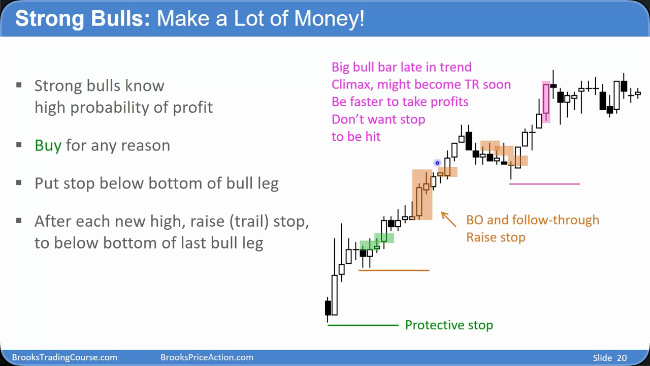 Strong Bulls: Make a Lot of Money!
Strong bulls know
high probability of profit
Buy for any reason
Put stop below bottom of bull leg
After each new high, raise (trail) stop,
to below bottom of last bull leg
Big bull bar late in trend
Climax, might become TR soon
Be faster to take profits
Don't want stop
to be hit
BO and follow-through
Raise stop
Protective stop
BrooksTradingCourse.com
BrooksPriceAction.com
Slide 20